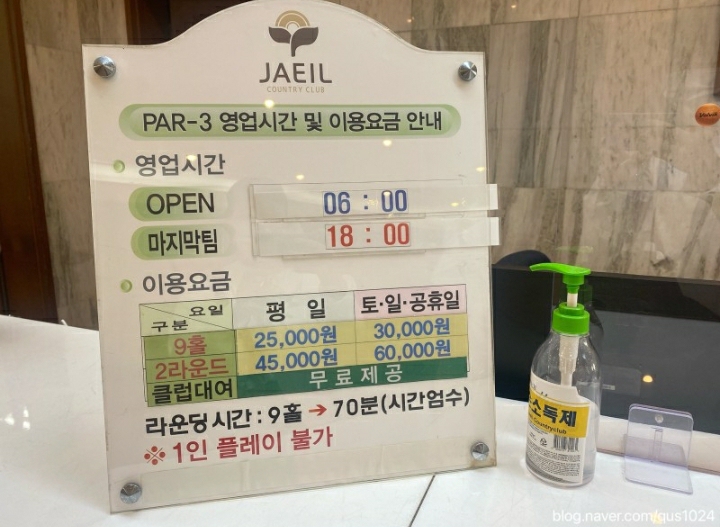 JAEIL
COUNTRY CLUB
PAR-3 영업시간 및 이용요금 안내
영업시간
OPEN 06 : 00
마지막팀 18 : 00
이용요금
요일 구분 평 일 토·일·공휴일
9홀 25,000원 30,000원
2라운드 45,000원 60,000원
클럽대여 무료제공
라운딩시간 : 9홀 → 70분(시간엄수)
※ 1인 플레이 불가
소독제
blog.naver.com/qus1024